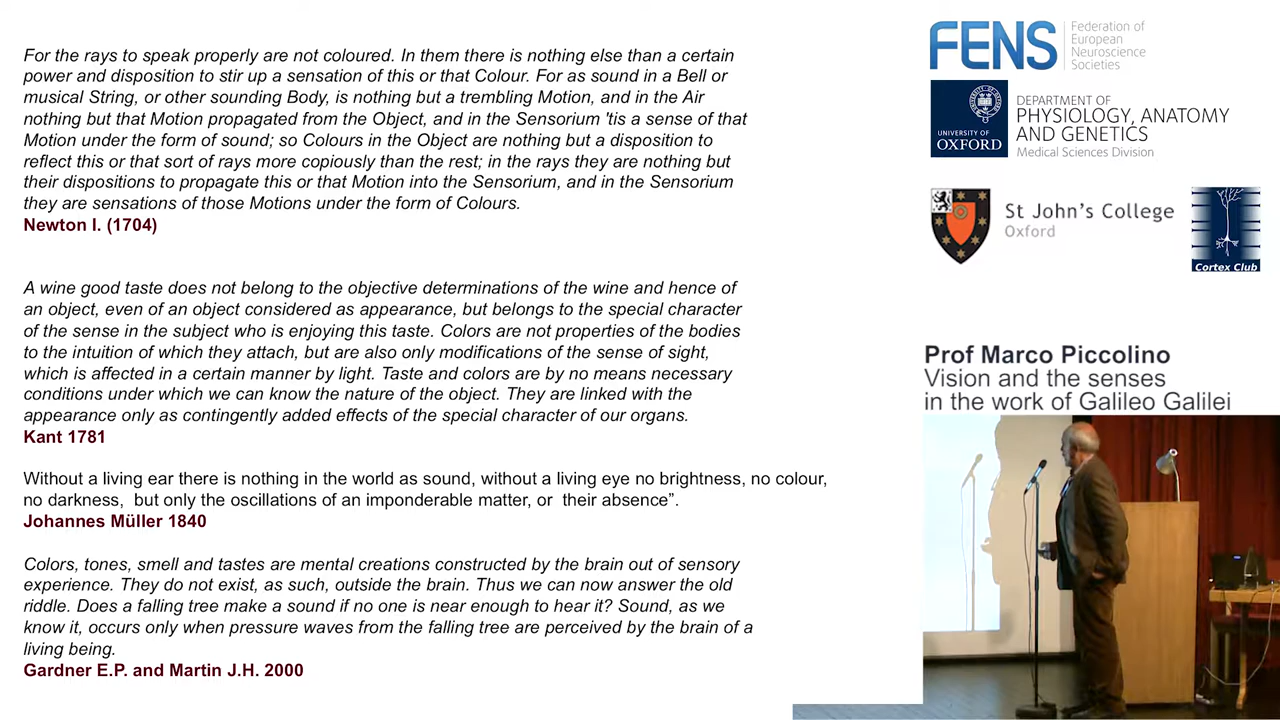 For the rays to speak properly are not coloured. In them there is nothing else than a certain
power and disposition to stir up a sensation of this or that Colour. For as sound in a Bell or
musical String, or other sounding Body, is nothing but a trembling Motion, and in the Air
nothing but that Motion propagated from the Object, and in the Sensorium 'tis a sense of that
Motion under the form of sound; so Colours in the Object are nothing but a disposition to
reflect this or that sort of rays more copiously than the rest; in the rays they are nothing but
their dispositions to propagate this or that Motion into the Sensorium, and in the Sensorium
they are sensations of those Motions under the form of Colours.
Newton I. (1704)
A wine good taste does not belong to the objective determinations of the wine and hence of
an object, even of an object considered as appearance, but belongs to the special character
of the sense in the subject who is enjoying this taste. Colors are not properties of the bodies
to the intuition of which they attach, but are also only modifications of the sense of sight,
which is affected in a certain manner by light. Taste and colors are by no means necessary
conditions under which we can know the nature of the object. They are linked with the
appearance only as contingently added effects of the special character of our organs.
Kant 1781
Without a living ear there is nothing in the world as sound, without a living eye no brightness, no colour,
no darkness, but only the oscillations of an imponderable matter, or their absence”.
Johannes Müller 1840
Colors, tones, smell and tastes are mental creations constructed by the brain out of sensory
experience. They do not exist, as such, outside the brain. Thus we can now answer the old
riddle. Does a falling tree make a sound if no one is near enough to hear it? Sound, as we
know it, occurs only when pressure waves from the falling tree are perceived by the brain of a
living being.
Gardner E.P. and Martin J.H. 2000
FENS
Federation of
European
Neuroscience
Societies
UNIVERSITY OF
OXFORD
DEPARTMENT OF
PHYSIOLOGY, ANATOMY
AND GENETICS
Medical Sciences Division
St John's College
Oxford
Cortex Club
Prof Marco Piccolino
Vision and the senses
in the work of Galileo Galilei